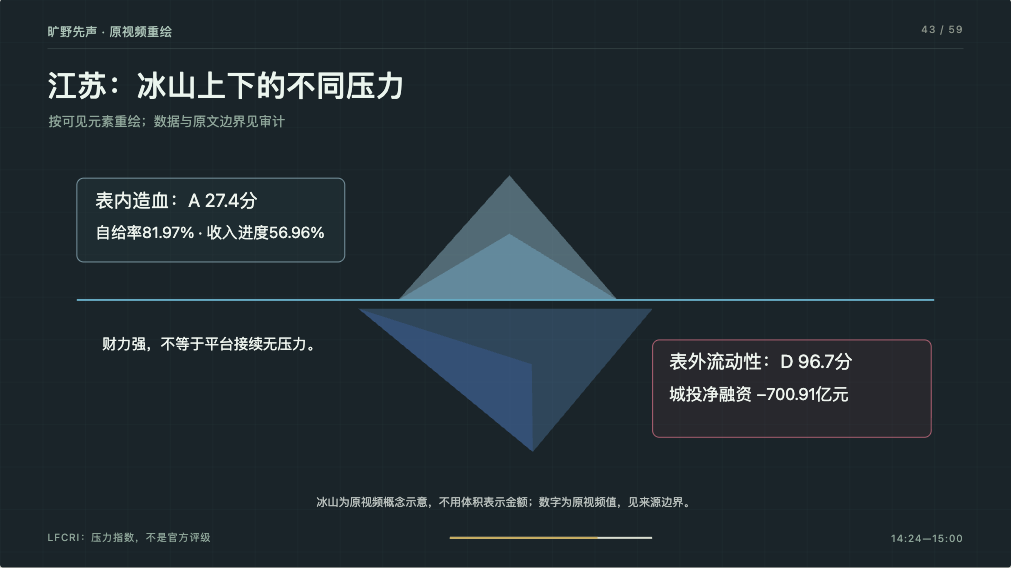 旷野先声 · 原视频重绘
43 / 59
江苏：冰山上下的不同压力
按可见元素重绘；数据与原文边界见审计
表内造血：A 27.4分
自给率81.97% · 收入进度56.96%
财力强，不等于平台接续无压力。
表外流动性：D 96.7分
城投净融资 −700.91亿元
冰山为原视频概念示意，不用体积表示金额；数字为原视频值，见来源边界。
LFCRI：压力指数，不是官方评级
14:24—15:00